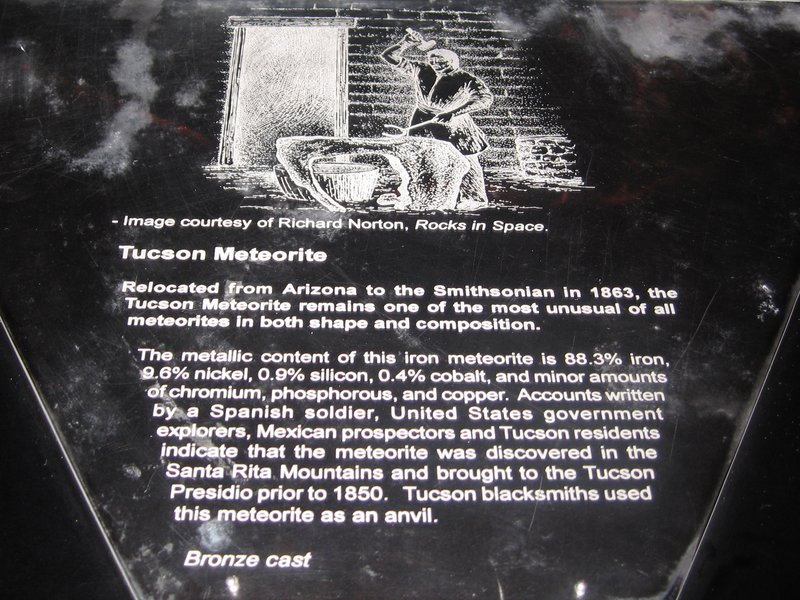 - Image courtesy of Richard Norton, Rocks in Space.
Tucson Meteorite
Relocated from Arizona to the Smithsonian in 1863, the
Tucson Meteorite remains one of the most unusual of all
meteorites in both shape and composition.
The metallic content of this iron meteorite is 88.3% iron,
9.6% nickel, 0.9% silicon, 0.4% cobalt, and minor amounts
of chromium, phosphorous, and copper. Accounts written
by a Spanish soldier, United States government
explorers, Mexican prospectors and Tucson residents
indicate that the meteorite was discovered in the
Santa Rita Mountains and brought to the Tucson
Presidio prior to 1850. Tucson blacksmiths used
this meteorite as an anvil.
Bronze cast